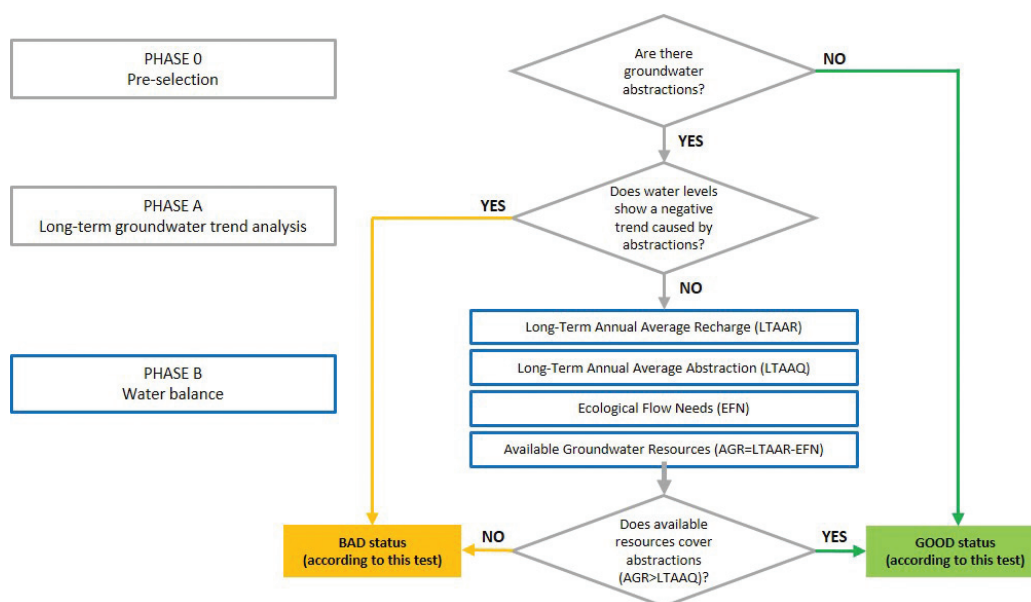 PHASE 0
Pre-selection
Are there
groundwater
abstractions?
NO
YES
PHASE A
Long-term groundwater trend analysis
YES
Does water levels
show a negative
trend caused by
abstractions?
NO
Long-Term Annual Average Recharge (LTAAR)
PHASE B
Water balance
Long-Term Annual Average Abstraction (LTAAQ)
Ecological Flow Needs (EFN)
Available Groundwater Resources (AGR=LTAAR-EFN)
BAD status
(according to this test)
NO
Does available
resources cover
abstractions
(AGR>LTAAQ)?
YES
GOOD status
(according to this test)